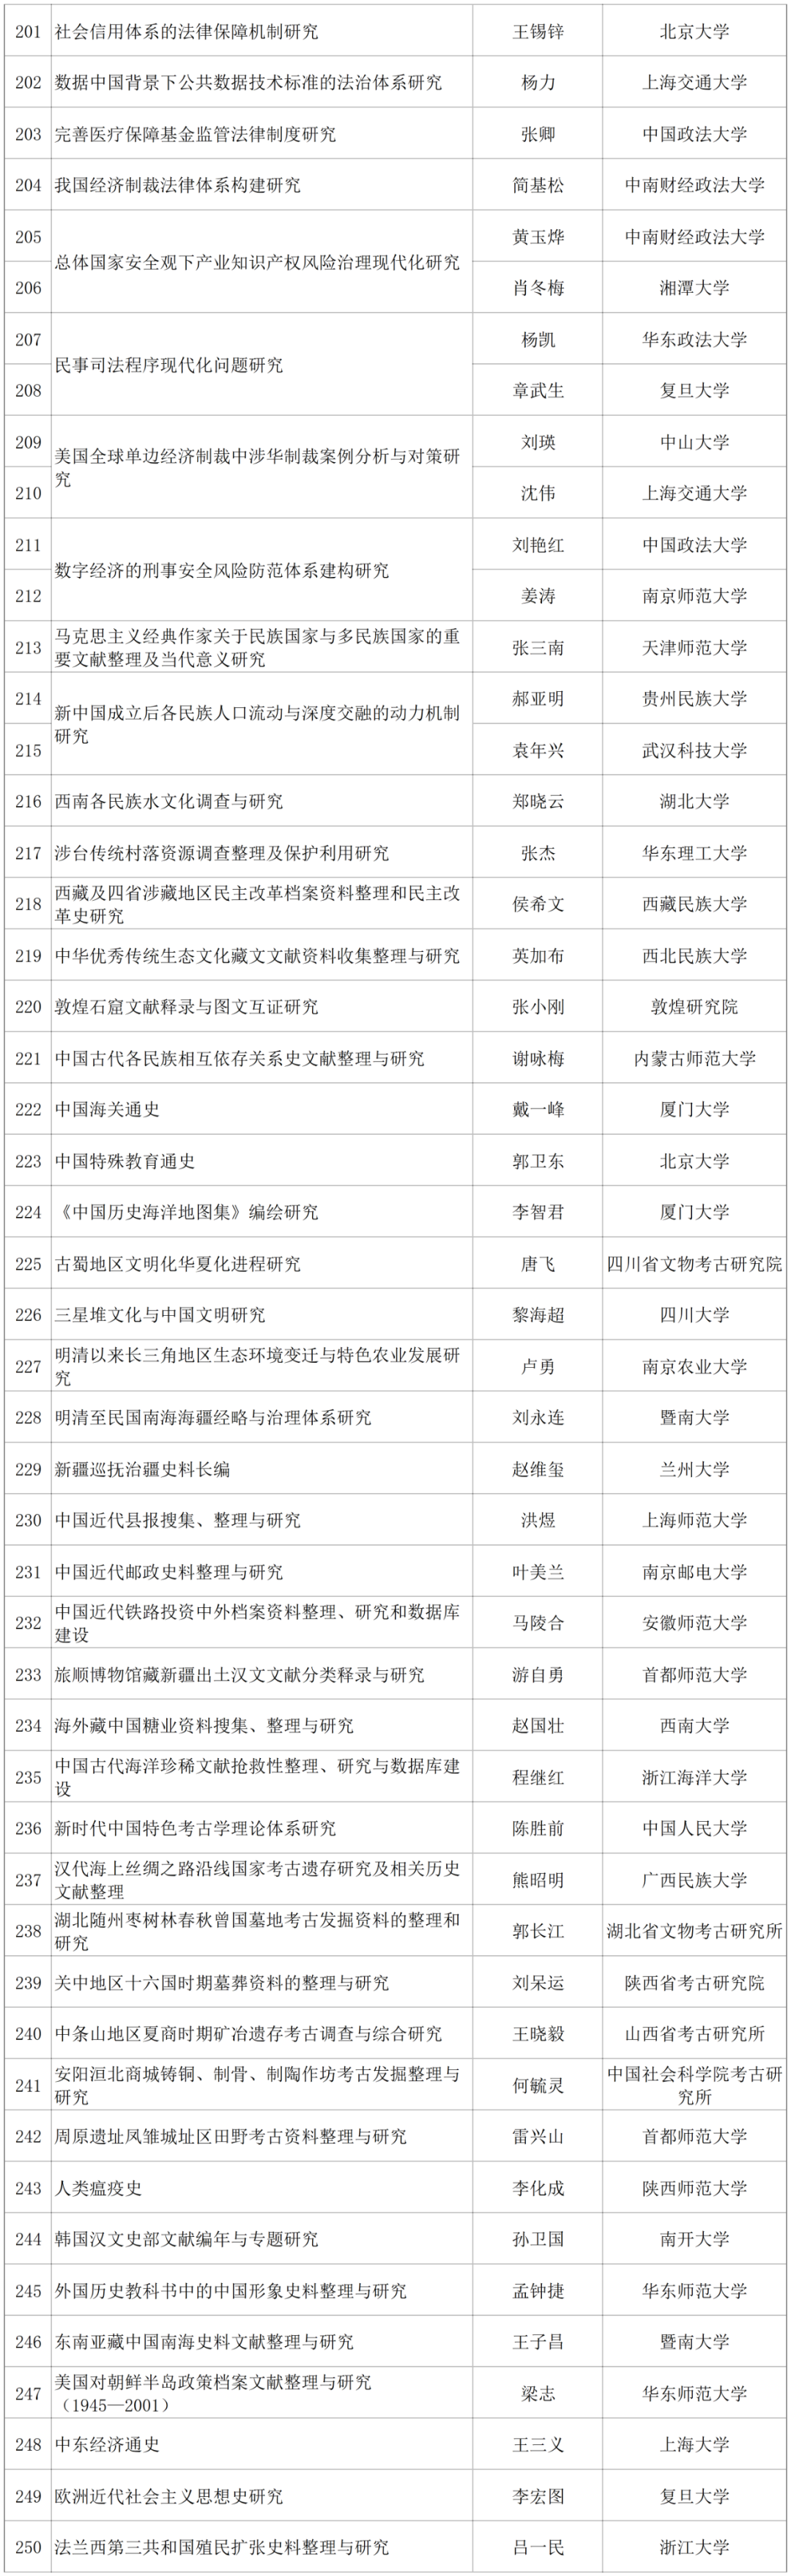 201 社会信用体系的法律保障机制研究 王锡锌 北京大学
202 数据中国背景下公共数据技术标准的法治体系研究 杨力 上海交通大学
203 完善医疗保障基金监管法律制度研究 张卿 中国政法大学
204 我国经济制裁法律体系构建研究 简基松 中南财经政法大学
205 黄玉烨 中南财经政法大学
总体国家安全观下产业知识产权风险治理现代化研究
206 肖冬梅 湘潭大学
207 杨凯 华东政法大学
民事司法程序现代化问题研究
208 章武生 复旦大学
209 刘瑛 中山大学
美国全球单边经济制裁中涉华制裁案例分析与对策研
究
210 沈伟 上海交通大学
211 刘艳红 中国政法大学
数字经济的刑事安全风险防范体系建构研究
212 姜涛 南京师范大学
马克思主义经典作家关于民族国家与多民族国家的重
213 张三南 天津师范大学
要文献整理及当代意义研究
214 郝亚明 贵州民族大学
新中国成立后各民族人口流动与深度交融的动力机制
研究
215 袁年兴 武汉科技大学
216 西南各民族水文化调查与研究 郑晓云 湖北大学
217 涉台传统村落资源调查整理及保护利用研究 张杰 华东理工大学
西藏及四省涉藏地区民主改革档案资料整理和民主改
218 侯希文 西藏民族大学
革史研究
219 中华优秀传统生态文化藏文文献资料收集整理与研究 英加布 西北民族大学
220 敦煌石窟文献释录与图文互证研究 张小刚 敦煌研究院
221 中国古代各民族相互依存关系史文献整理与研究 谢咏梅 内蒙古师范大学
222 中国海关通史 戴一峰 厦门大学
223 中国特殊教育通史 郭卫东 北京大学
224 《中国历史海洋地图集》编绘研究 李智君 厦门大学
225 古蜀地区文明化华夏化进程研究 唐飞 四川省文物考古研究院
226 三星堆文化与中国文明研究 黎海超 四川大学
明清以来长三角地区生态环境变迁与特色农业发展研
227 卢勇 南京农业大学
究
228 明清至民国南海海疆经略与治理体系研究 刘永连 暨南大学
229 新疆巡抚治疆史料长编 赵维玺 兰州大学
230 中国近代县报搜集、整理与研究 洪煜 上海师范大学
231 中国近代邮政史料整理与研究 叶美兰 南京邮电大学
中国近代铁路投资中外档案资料整理、研究和数据库
232 马陵合 安徽师范大学
建设
233 旅顺博物馆藏新疆出土汉文文献分类释录与研究 游自勇 首都师范大学
234 海外藏中国糖业资料搜集、整理与研究 赵国壮 西南大学
中国古代海洋珍稀文献抢救性整理、研究与数据库建
235 程继红 浙江海洋大学
设
236 新时代中国特色考古学理论体系研究 陈胜前 中国人民大学
汉代海上丝绸之路沿线国家考古遗存研究及相关历史
237 熊昭明 广西民族大学
文献整理
湖北随州枣树林春秋曾国墓地考古发掘资料的整理和
238 郭长江 湖北省文物考古研究所
研究
239 关中地区十六国时期墓葬资料的整理与研究 刘呆运 陕西省考古研究院
240 中条山地区夏商时期矿冶遗存考古调查与综合研究 王晓毅 山西省考古研究所
安阳洹北商城铸铜、制骨、制陶作坊考古发掘整理与 中国社会科学院考古研
241 何毓灵
研究 究所
242 周原遗址凤雏城址区田野考古资料整理与研究 雷兴山 首都师范大学
243 人类瘟疫史 李化成 陕西师范大学
244 韩国汉文史部文献编年与专题研究 孙卫国 南开大学
245 外国历史教科书中的中国形象史料整理与研究 孟钟捷 华东师范大学
246 东南亚藏中国南海史料文献整理与研究 王子昌 暨南大学
美国对朝鲜半岛政策档案文献整理与研究
247 梁志 华东师范大学
（1945—2001）
248 中东经济通史 王三义 上海大学
249 欧洲近代社会主义思想史研究 李宏图 复旦大学
250 法兰西第三共和国殖民扩张史料整理与研究 吕一民 浙江大学